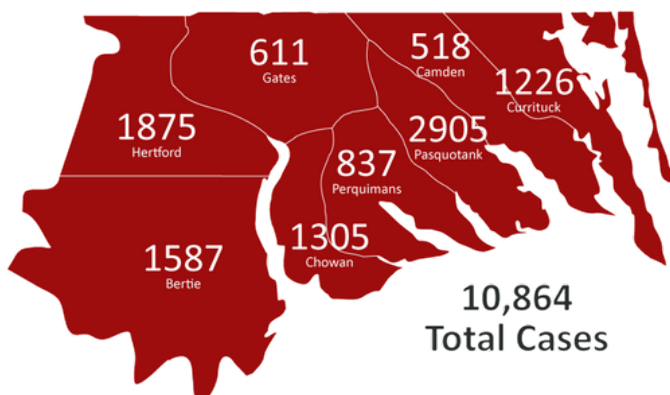 611
Gates
518
Camden
1226
Currituck
1875
Hertford
2905
Pasquotank
837
Perquimans
1305
Chowan
1587
Bertie
10,864
Total Cases